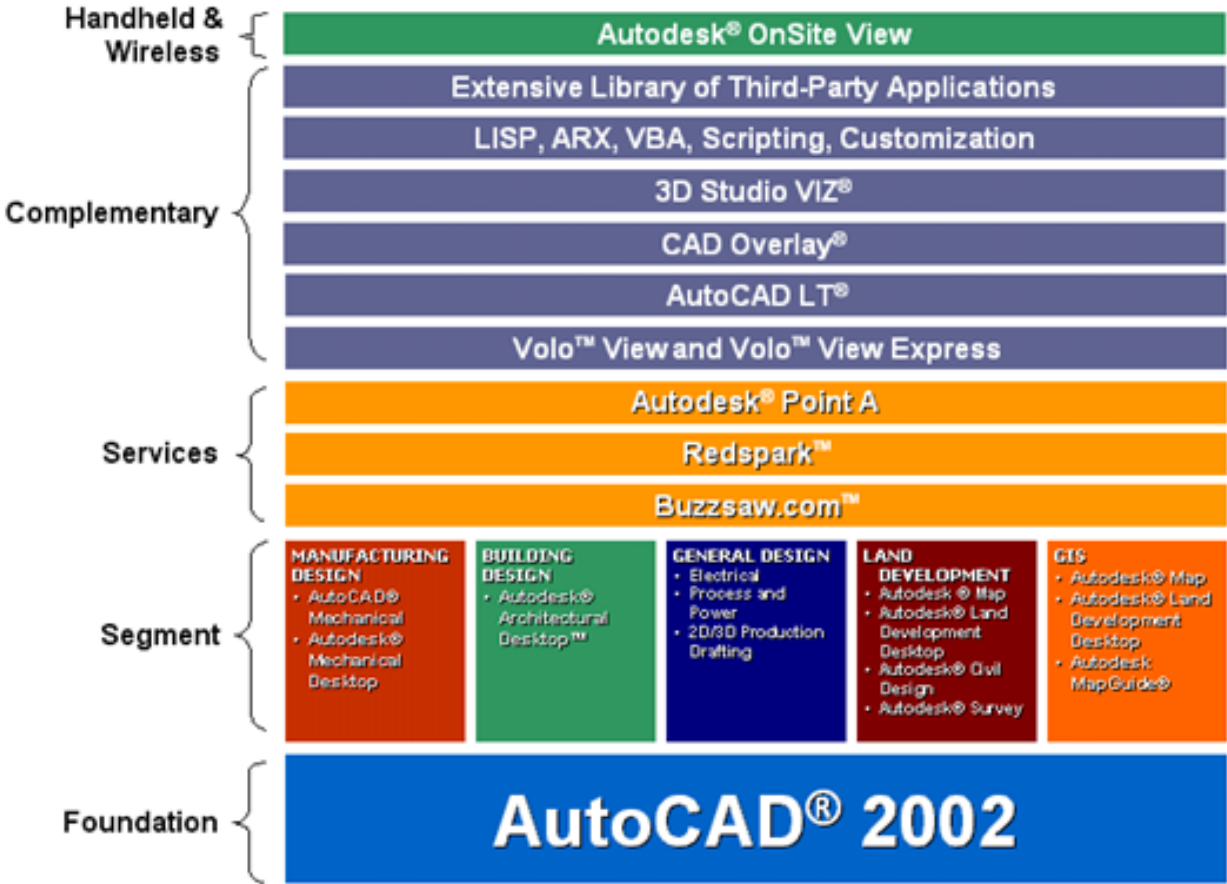 Handheld &
Wireless
Autodesk® OnSite View
Complementary
Extensive Library of Third-Party Applications
LISP, ARX, VBA, Scripting, Customization
3D Studio VIZ®
CAD Overlay®
AutoCAD LT®
Volo™ View and Volo™ View Express
Services
Autodesk® Point A
Redspark™
Buzzsaw.com™
Segment
MANUFACTURING
DESIGN
• AutoCAD®
Mechanical
• Autodesk®
Mechanical
Desktop
BUILDING
DESIGN
• Autodesk®
Architectural
Desktop™
GENERAL DESIGN
• Electrical
• Process and
Power
• 2D/3D Production
Drafting
LAND
DEVELOPMENT
• Autodesk ® Map
• Autodesk® Land
Development
Desktop
• Autodesk® Civil
Design
• Autodesk® Survey
GIS
• Autodesk® Map
• Autodesk® Land
Development
Desktop
• Autodesk
MapGuide®
Foundation
AutoCAD® 2002